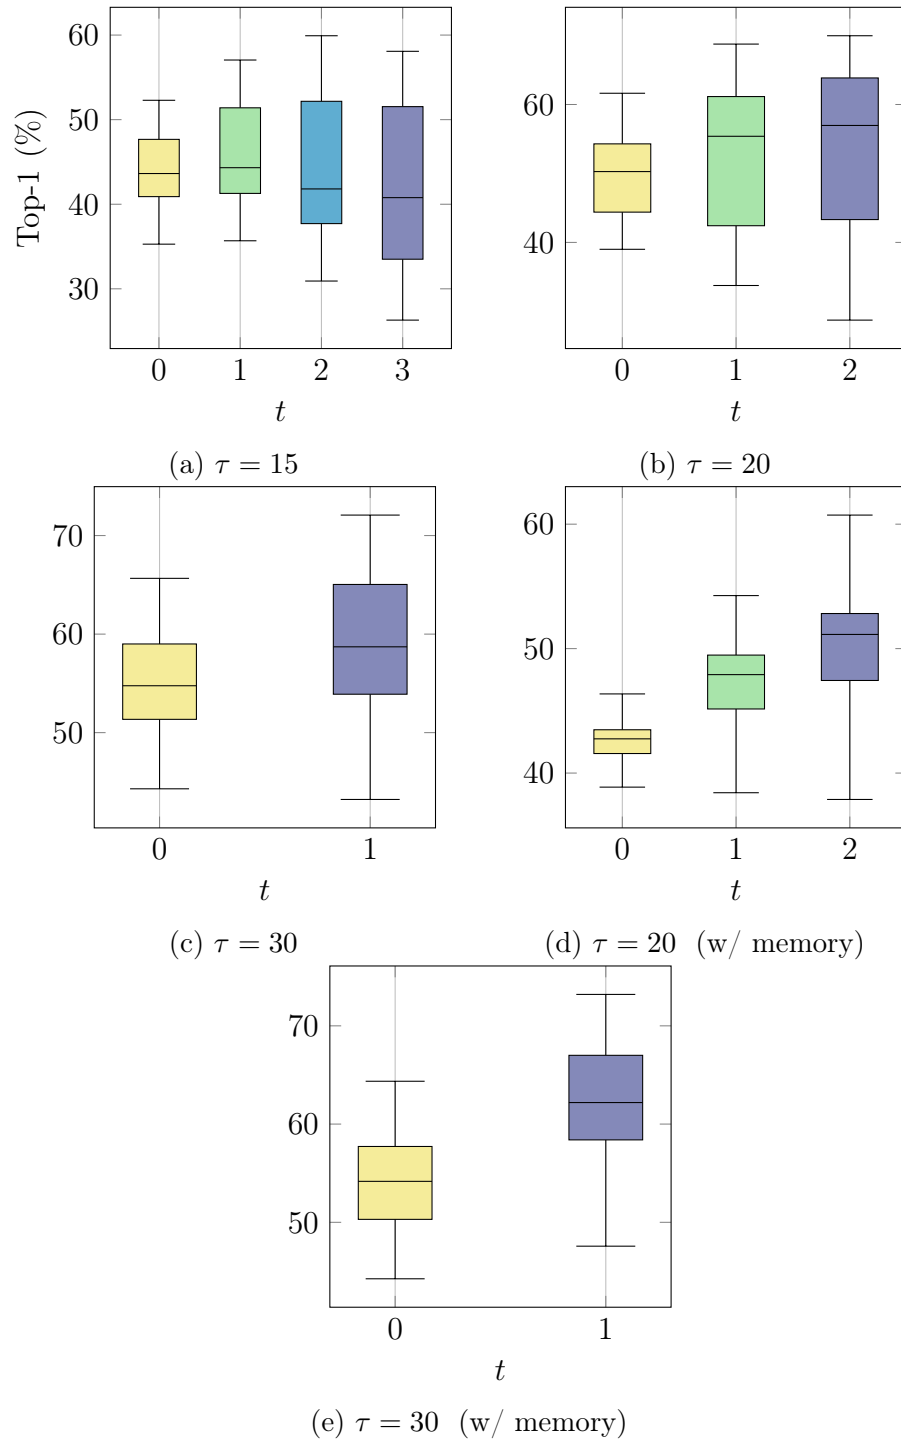 Top-1 (%)
60
50
40
30
0 1 2 3
t
(a) τ = 15
60
40
0 1 2
t
(b) τ = 20
70
60
50
0 1
t
(c) τ = 30
60
50
40
0 1 2
t
(d) τ = 20 (w/ memory)
70
60
50
0 1
t
(e) τ = 30 (w/ memory)